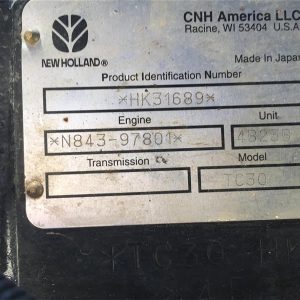 CNH America LLC
Racine, WI 53404 U.S.A
NEW HOLLAND®
Made in Japan
Product Identification Number
*HK31689*
Engine Unit
*N843-97801*
Transmission Model
TC30
*TC30